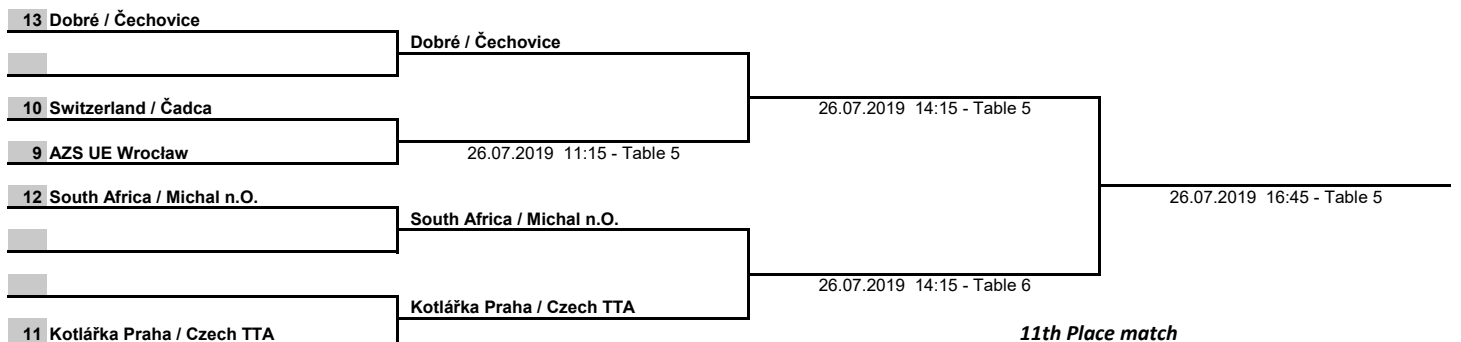 13 Dobré / Čechovice
Dobré / Čechovice
10 Switzerland / Čadca
26.07.2019 14:15 - Table 5
9 AZS UE Wrocław
26.07.2019 11:15 - Table 5
12 South Africa / Michal n.O.
26.07.2019 16:45 - Table 5
South Africa / Michal n.O.
26.07.2019 14:15 - Table 6
Kotlářka Praha / Czech TTA
11 Kotlářka Praha / Czech TTA
11th Place match